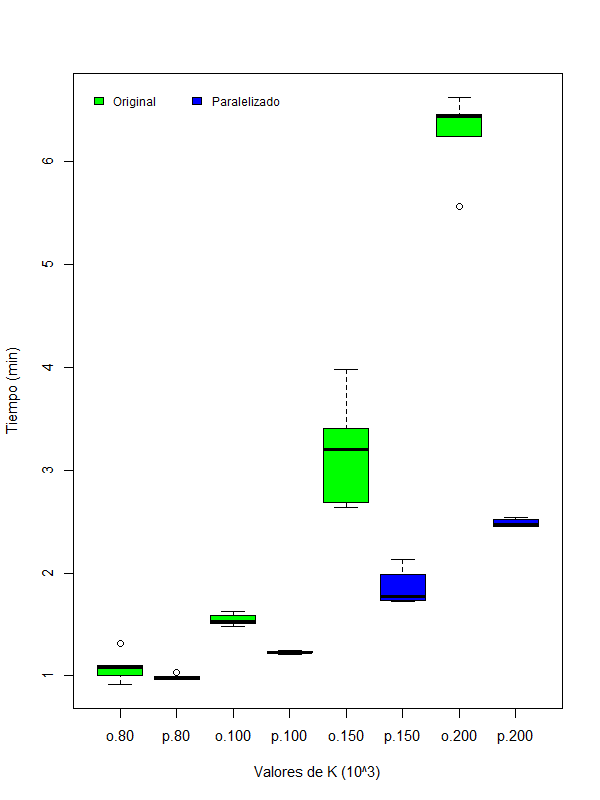 Original Paralelizado
Tiempo (min)
6
5
4
3
2
1
o.80 p.80 o.100 p.100 o.150 p.150 o.200 p.200
Valores de K (10^3)